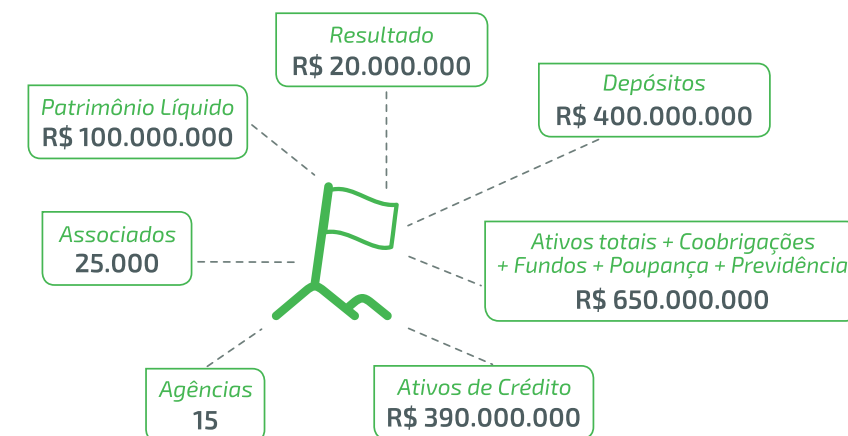 Resultado
R$ 20.000.000
Depósitos
R$ 400.000.000
Patrimônio Líquido
R$ 100.000.000
Associados
25.000
Ativos totais + Coobrigações
+ Fundos + Poupança + Previdência
R$ 650.000.000
Agências
15
Ativos de Crédito
R$ 390.000.000